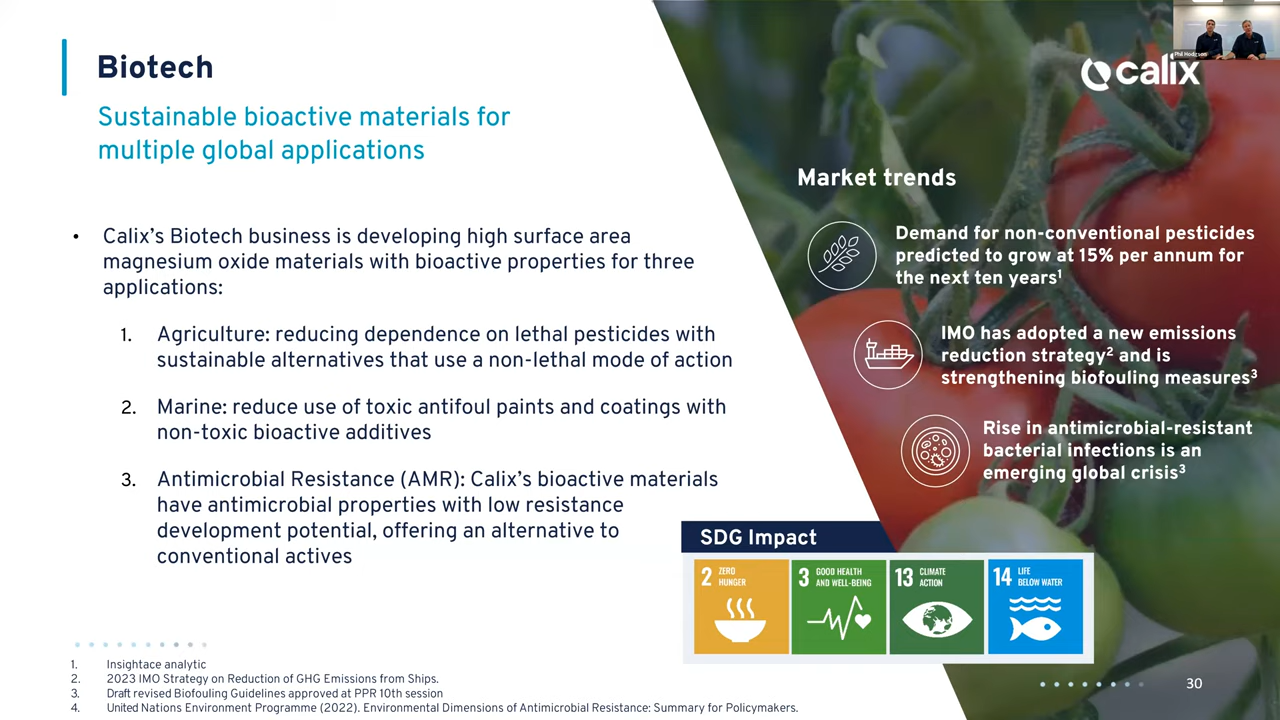 Biotech
Sustainable bioactive materials for
multiple global applications
• Calix's Biotech business is developing high surface area
magnesium oxide materials with bioactive properties for three
applications:
1. Agriculture: reducing dependence on lethal pesticides with
sustainable alternatives that use a non-lethal mode of action
2. Marine: reduce use of toxic antifoul paints and coatings with
non-toxic bioactive additives
3. Antimicrobial Resistance (AMR): Calix's bioactive materials
have antimicrobial properties with low resistance
development potential, offering an alternative to
conventional actives
Phil Hodgson
calix
Market trends
Demand for non-conventional pesticides
predicted to grow at 15% per annum for
the next ten years¹
IMO has adopted a new emissions
reduction strategy² and is
strengthening biofouling measures³
Rise in antimicrobial-resistant
bacterial infections is an
emerging global crisis³
SDG Impact
2 ZERO
HUNGER
3 GOOD HEALTH
AND WELL-BEING
13 CLIMATE
ACTION
14 LIFE
BELOW WATER
1. Insightace analytic
2. 2023 IMO Strategy on Reduction of GHG Emissions from Ships.
3. Draft revised Biofouling Guidelines approved at PPR 10th session
4. United Nations Environment Programme (2022). Environmental Dimensions of Antimicrobial Resistance: Summary for Policymakers.
30